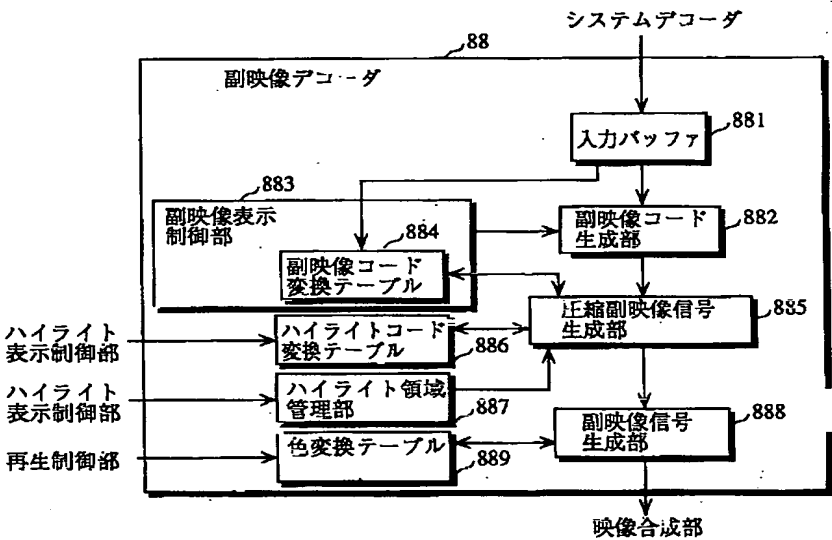 システムデコーダ
88
副映像デコーダ
881
入力バッファ
883
副映像表示
制御部
884
副映像コード
変換テーブル
882
副映像コード
生成部
圧縮副映像信号
生成部
885
ハイライト
表示制御部
ハイライトコード
変換テーブル
886
ハイライト
表示制御部
ハイライト領域
管理部
887
888
副映像信号
生成部
再生制御部
色変換テーブル
889
映像合成部